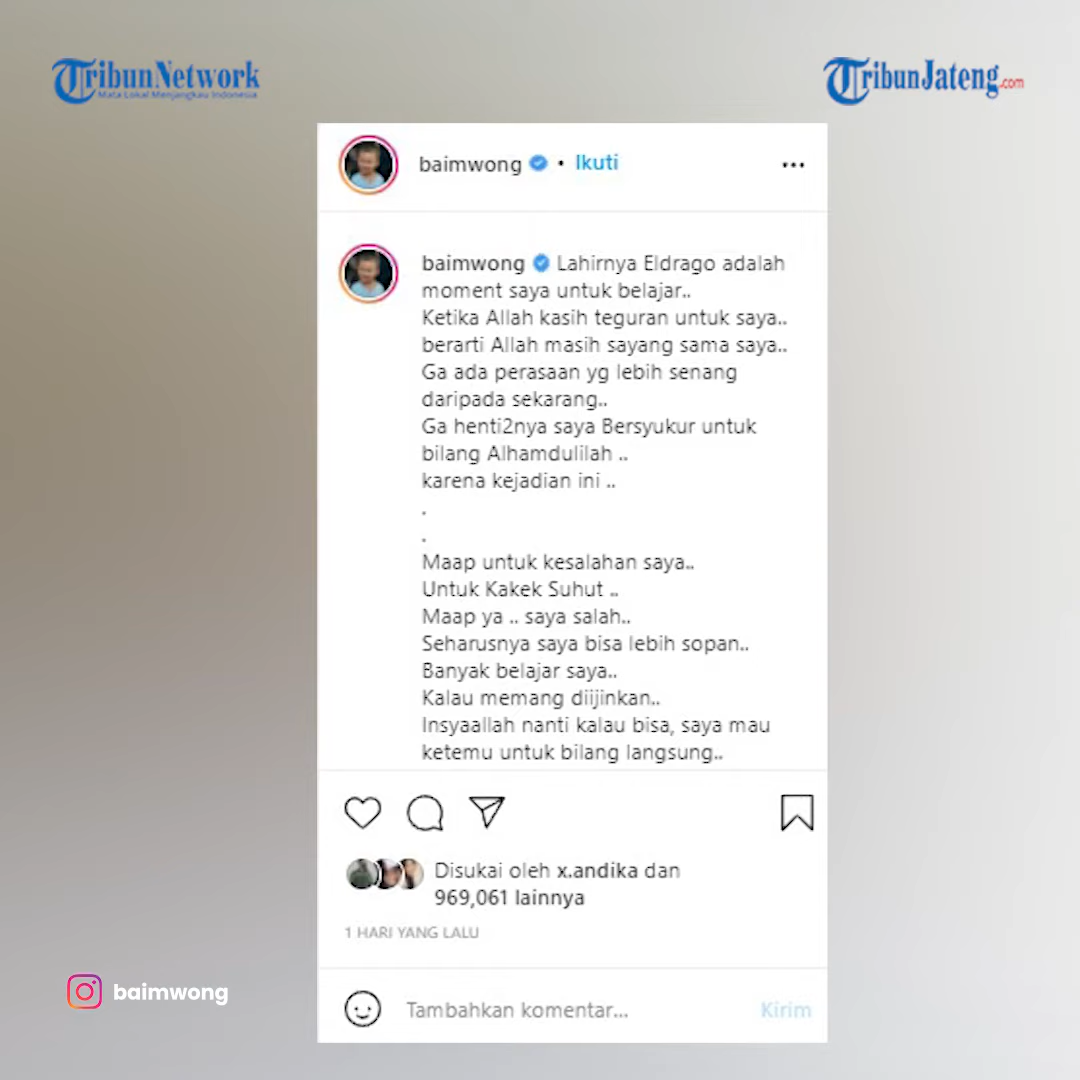 TribunNetwork
Mata Lokal Menjangkau Indonesia
TribunJateng.com
baimwong • Ikuti
baimwong Lahirnya Eldrago adalah
moment saya untuk belajar..
Ketika Allah kasih teguran untuk saya..
berarti Allah masih sayang sama saya..
Ga ada perasaan yg lebih senang
daripada sekarang..
Ga henti2nya saya Bersyukur untuk
bilang Alhamdulilah ..
karena kejadian ini ..
.
.
Maap untuk kesalahan saya..
Untuk Kakek Suhut ..
Maap ya .. saya salah..
Seharusnya saya bisa lebih sopan..
Banyak belajar saya..
Kalau memang diijinkan..
Insyaallah nanti kalau bisa, saya mau
ketemu untuk bilang langsung..
Disukai oleh x.andika dan
969,061 lainnya
1 HARI YANG LALU
baimwong
Tambahkan komentar... Kirim